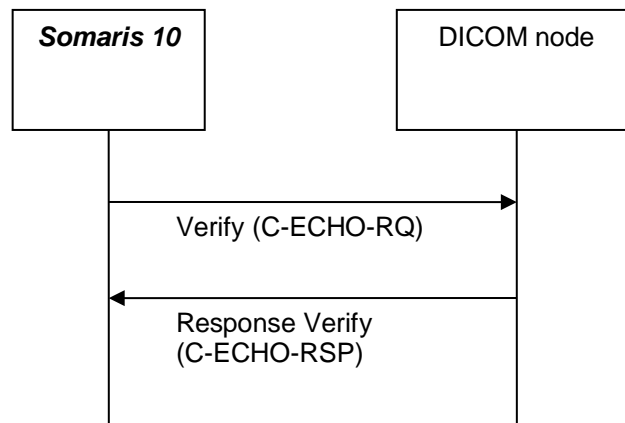 Somaris 10
DICOM node
Verify (C-ECHO-RQ)
Response Verify
(C-ECHO-RSP)